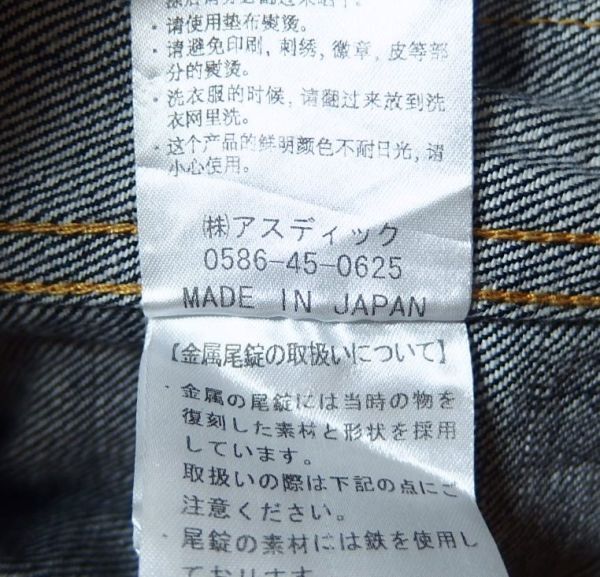 · 请使用垫布熨烫。
· 请避免印刷, 刺绣, 徽章, 皮等部
分的熨烫。
· 洗衣服的时候, 请翻过来放到洗
衣网里洗。
· 这个产品的鲜明颜色不耐日光, 请
小心使用。
㈱アスディック
0586-45-0625
MADE IN JAPAN
【金属尾錠の取扱いについて】
· 金属の尾錠には当時の物を
復刻した素材と形状を採用
しています。
取扱いの際は下記の点にご
注意ください。
· 尾錠の素材には鉄を使用し
ております